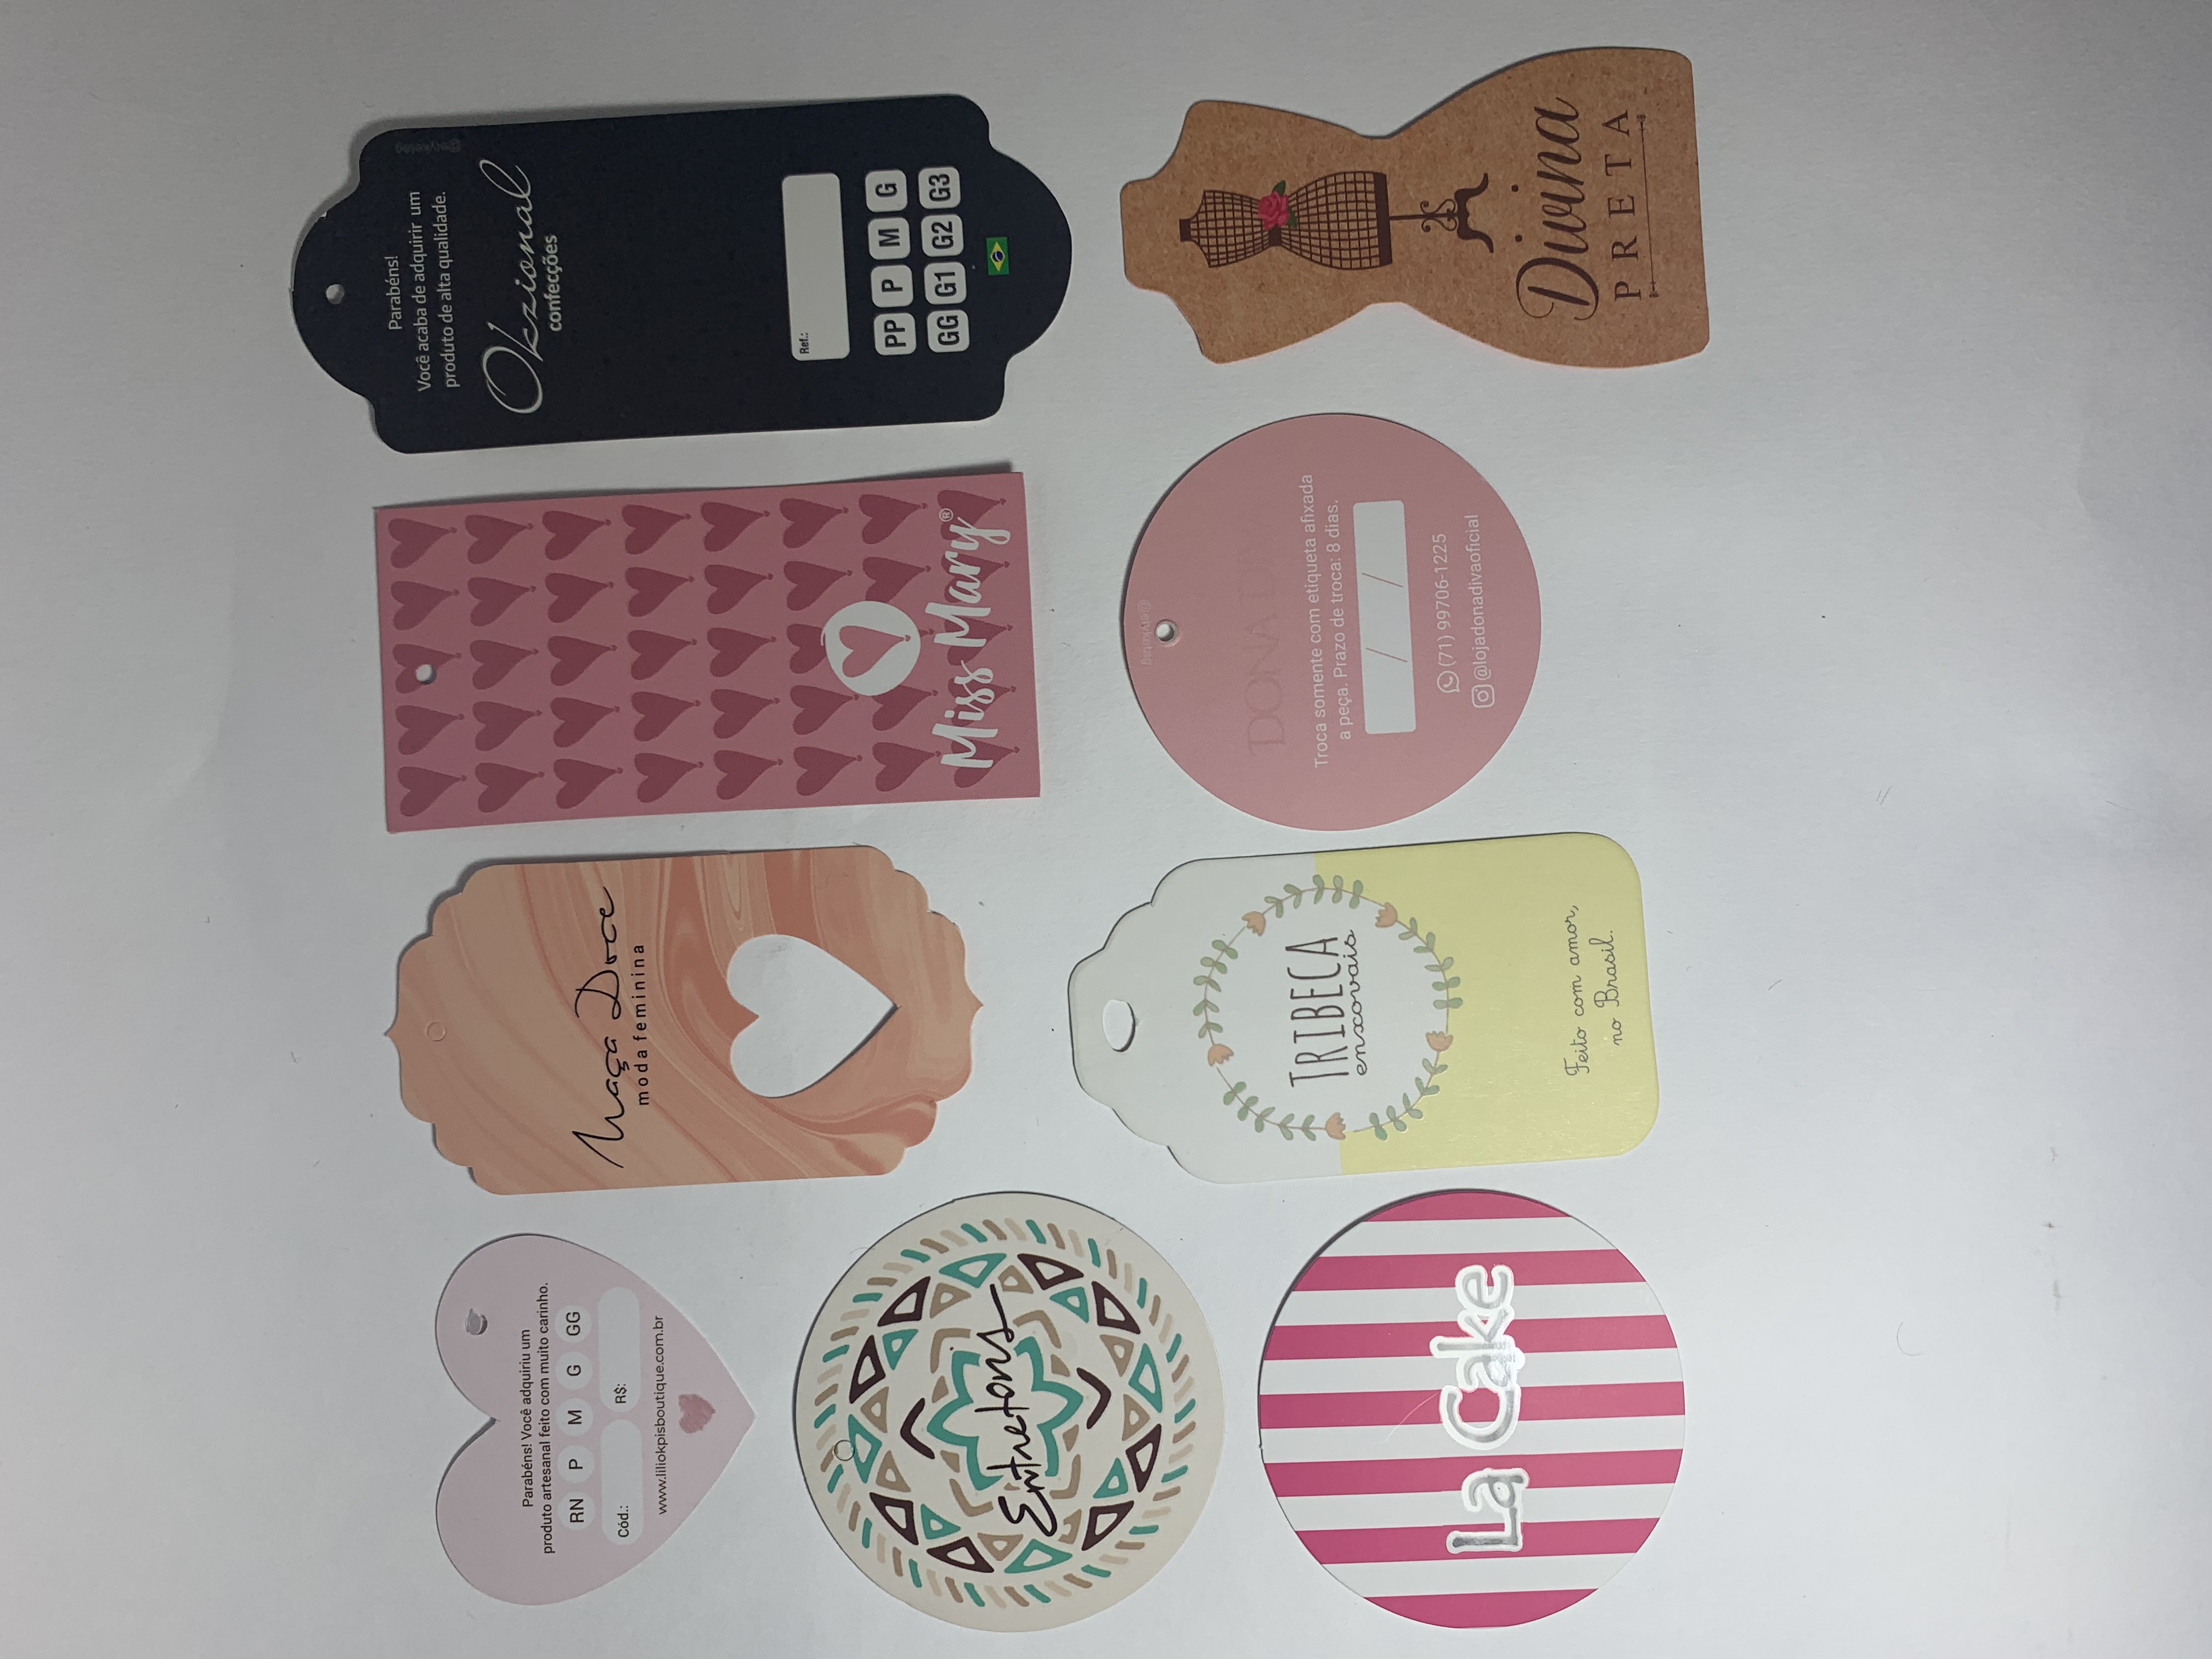 Parabéns! Você adquiriu um
produto artesanal feito com muito carinho.
RN P M G GG
Cód.: R$:
www.liliokpisboutique.com.br
Maça Doce
moda feminina
Miss Mary®
Parabéns!
Você acaba de adquirir um
produto de alta qualidade.
Okzional
confecções
Ref.:
PP P M G
GG G1 G2 G3
Entretons
La Cake
TRIBECA
enxovais
Feito com amor,
no Brasil.
DONA
Troca somente com etiqueta afixada
a peça. Prazo de troca: 8 dias.
/ /
(71) 99706-1225
@lojadonadivaoficial
Divina
PRETA